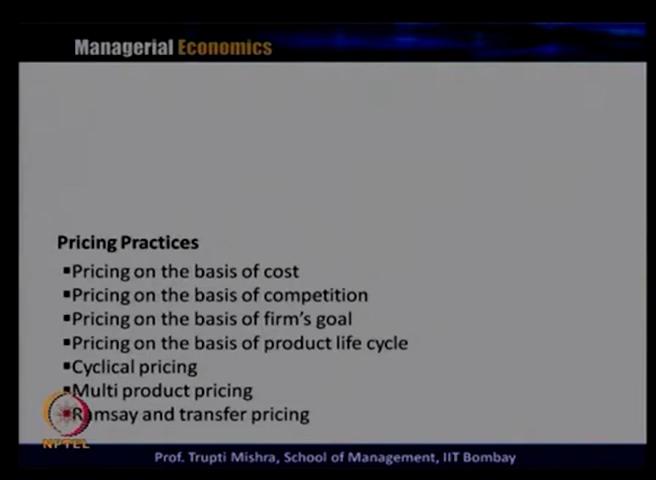 Managerial Economics
Pricing Practices
▪Pricing on the basis of cost
▪Pricing on the basis of competition
▪Pricing on the basis of firm's goal
▪Pricing on the basis of product life cycle
▪Cyclical pricing
▪Multi product pricing
▪Ramsay and transfer pricing
NPTEL
Prof. Trupti Mishra, School of Management, IIT Bombay